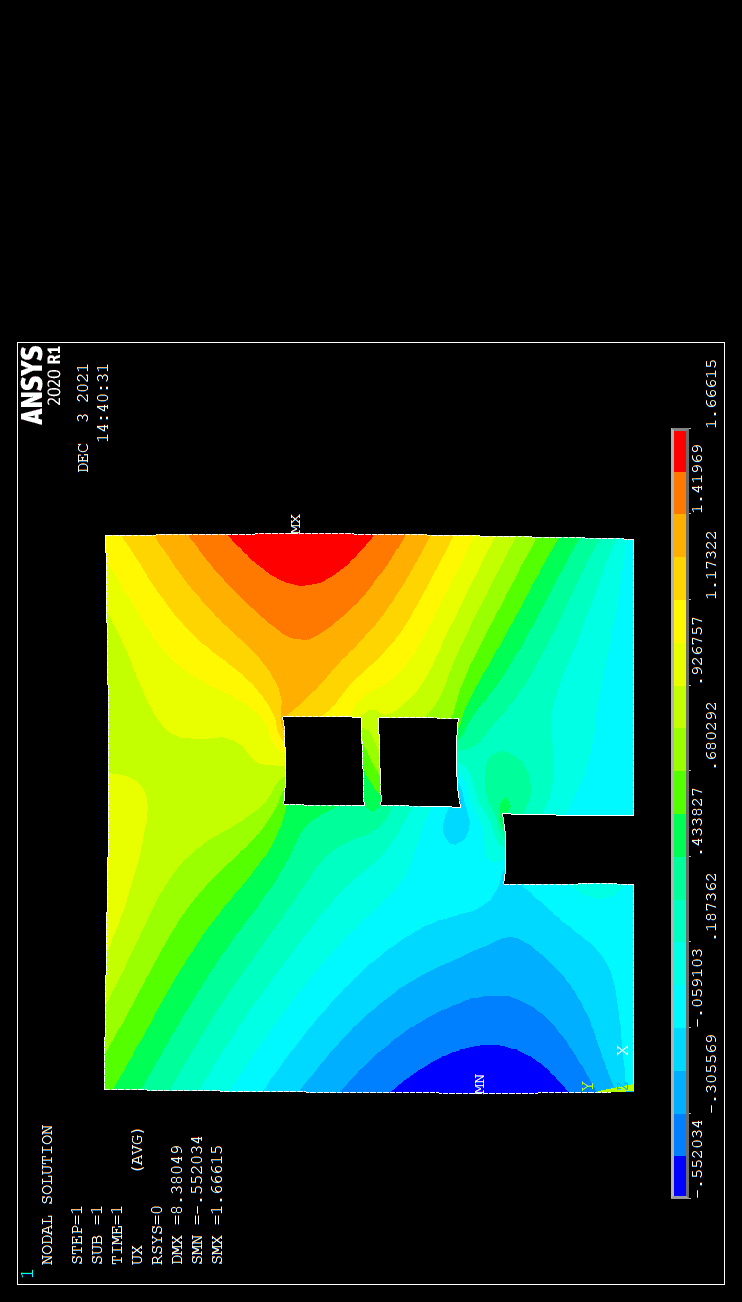 1
NODAL SOLUTION
STEP=1
SUB =1
TIME=1
UX       (AVG)
RSYS=0
DMX =8.38049
SMN =-.552034
SMX =1.66615
ANSYS
2020 R1
DEC  3 2021
14:40:31
MX
MN
Y
Z X
-.552034 -.305569 -.059103 .187362 .433827 .680292 .926757 1.17322 1.41969 1.66615